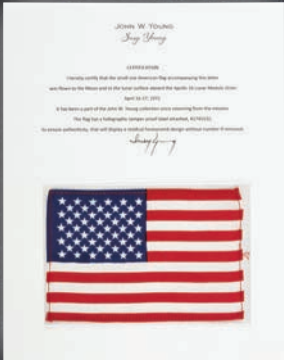 JOHN W. YOUNG
Susy Young
CERTIFICATION
I hereby certify that the small size American flag accompanying this letter
was flown to the Moon and to the lunar surface aboard the Apollo 16 Lunar Module Orion
April 16-27, 1972
It has been a part of the John W. Young collection since returning from the mission
The flag has a holographic tamper-proof label attached,
To ensure authenticity, that will display a residual honeycomb design without number if removed.
Susy Young